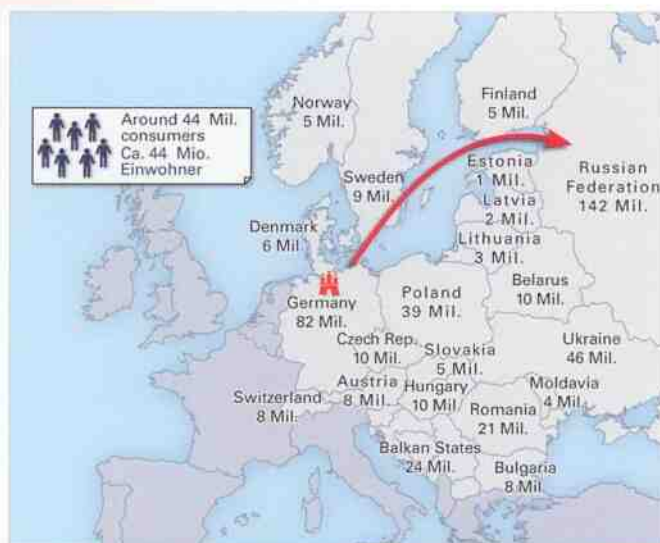 Around 44 Mil.
consumers
Ca. 44 Mio.
Einwohner
Norway
5 Mil.
Finland
5 Mil.
Sweden
9 Mil.
Estonia
1 Mil.
Russian
Federation
142 Mil.
Latvia
2 Mil.
Denmark
6 Mil
Lithuania
3 Mil.
Belarus
10 Mil.
Germany
82 Mil.
Poland
39 Mil.
Czech Rep.
10 Mil.
Slovakia
5 Mil.
Ukraine
46 Mil.
Switzerland
8 Mil.
Austria
8 Mil.
Hungary
10 Mil
Moldavia
4 Mil.
Romania
21 Mil.
Balkan States
24 Mil.
Bulgaria
8 Mil.